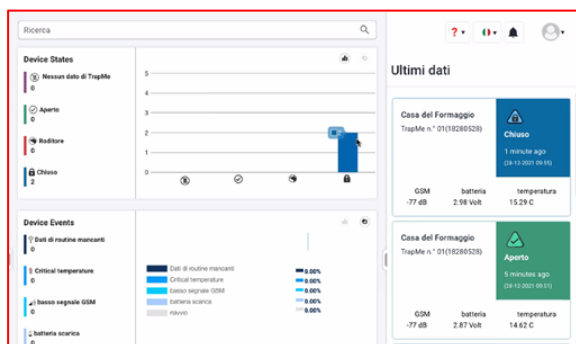 Ricerca
Device States
Nessun dato di TrapMe
0
Aperto
0
Roditore
0
Chiuso
2
5
4
3
2
1
0
Device Events
Dati di routine mancanti
0
Critical temperature
0
basso segnale GSM
0
batteria scarica
0
Dati di routine mancanti 0.00%
Critical temperature 0.00%
basso segnale GSM 0.00%
batteria scarica 0.00%
riavvio 0.00%
?
Ultimi dati
Casa del Formaggio
TrapMe n.° 01(18280528)
Chiuso
1 minute ago
(28-12-2021 09:55)
GSM batteria temperatura
-77 dB 2.98 Volt 15.29 C
Casa del Formaggio
TrapMe n.° 01(18280528)
Aperto
5 minutes ago
(28-12-2021 09:51)
GSM batteria temperatura
-77 dB 2.87 Volt 14.62 C